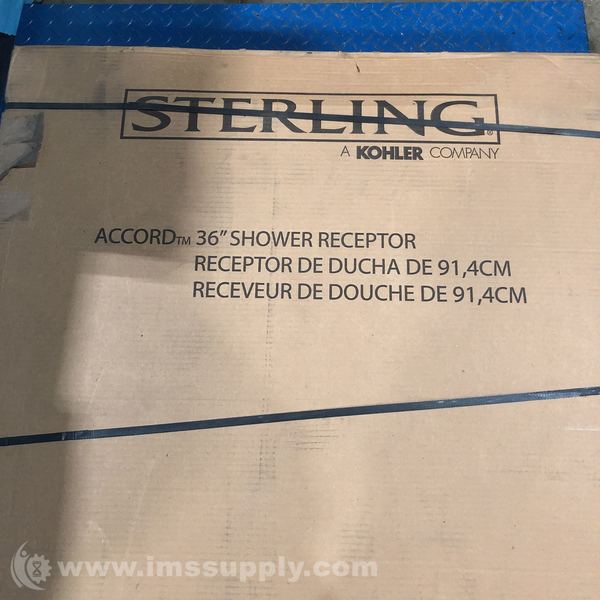 STERLING®
A KOHLER COMPANY
ACCORD™ 36" SHOWER RECEPTOR
RECEPTOR DE DUCHA DE 91,4CM
RECEVEUR DE DOUCHE DE 91,4CM
www.imssupply.com